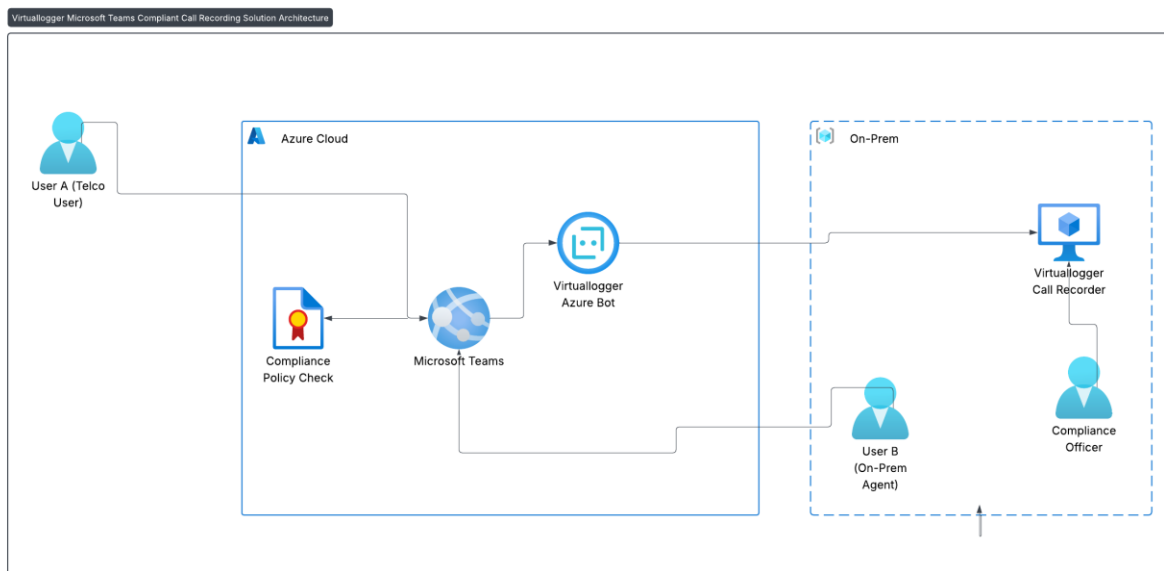 Virtuallogger Microsoft Teams Compliant Call Recording Solution Architecture
Azure Cloud
On-Prem
User A (Telco
User)
Virtuallogger
Azure Bot
Virtuallogger
Call Recorder
Compliance
Policy Check
Microsoft Teams
User B
(On-Prem
Agent)
Compliance
Officer